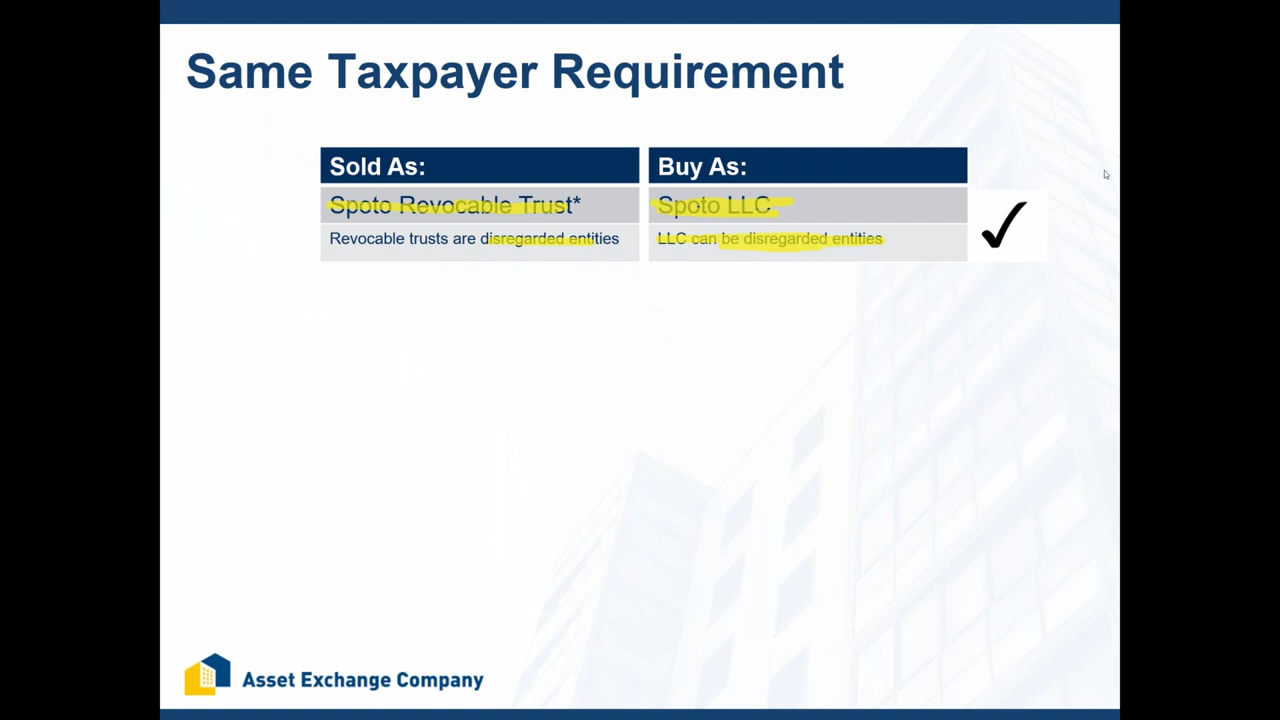 Same Taxpayer Requirement
Sold As:
Buy As:
Spoto Revocable Trust*
Spoto LLC
Revocable trusts are disregarded entities
LLC can be disregarded entities
Asset Exchange Company